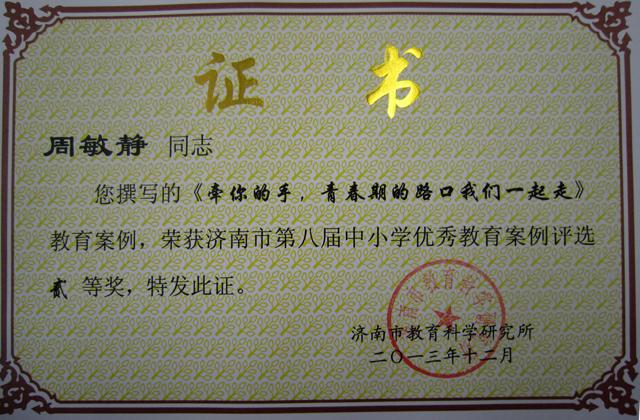 证 书
周敏静 同志
您撰写的《牵你的手，青春期的路口我们一起走》
教育案例，荣获济南市第八届中小学优秀教育案例评选
贰 等奖，特发此证。
济南市教育科学研究所
二〇一三年十二月